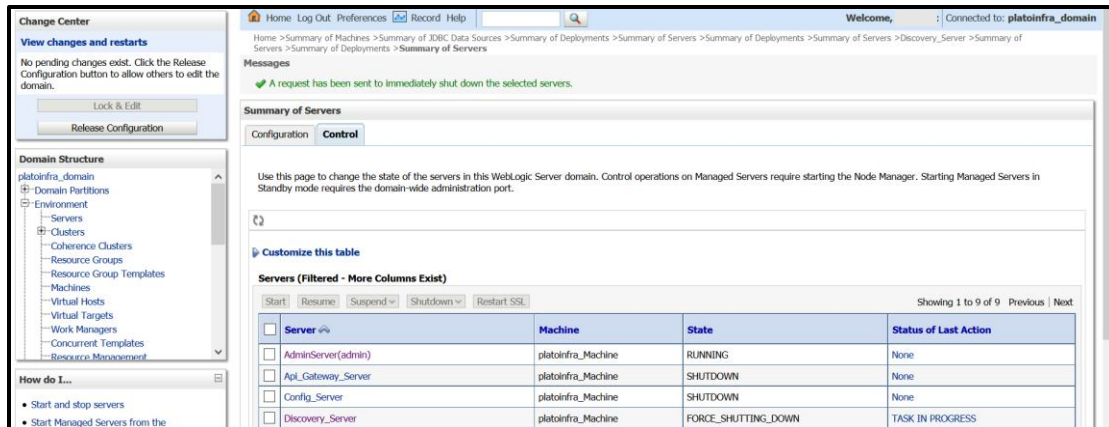 Change Center
View changes and restarts
No pending changes exist. Click the Release
Configuration button to allow others to edit the
domain.
Lock & Edit
Release Configuration
Domain Structure
platoinfra_domain
Domain Partitions
Environment
Servers
Clusters
Coherence Clusters
Resource Groups
Resource Group Templates
Machines
Virtual Hosts
Virtual Targets
Work Managers
Concurrent Templates
Resource Management
How do I...
Start and stop servers
Start Managed Servers from the
Home Log Out Preferences Record Help
Welcome, : Connected to: platoinfra_domain
Home >Summary of Machines >Summary of JDBC Data Sources >Summary of Deployments >Summary of Servers >Summary of Deployments >Summary of Servers >Discovery_Server >Summary of
Servers >Summary of Deployments >Summary of Servers
Messages
A request has been sent to immediately shut down the selected servers.
Summary of Servers
Configuration Control
Use this page to change the state of the servers in this WebLogic Server domain. Control operations on Managed Servers require starting the Node Manager. Starting Managed Servers in
Standby mode requires the domain-wide administration port.
Customize this table
Servers (Filtered - More Columns Exist)
Start Resume Suspend Shutdown Restart SSL Showing 1 to 9 of 9 Previous | Next
Server Machine State Status of Last Action
AdminServer(admin) platoinfra_Machine RUNNING None
Api_Gateway_Server platoinfra_Machine SHUTDOWN None
Config_Server platoinfra_Machine SHUTDOWN None
Discovery_Server platoinfra_Machine FORCE_SHUTTING_DOWN TASK IN PROGRESS